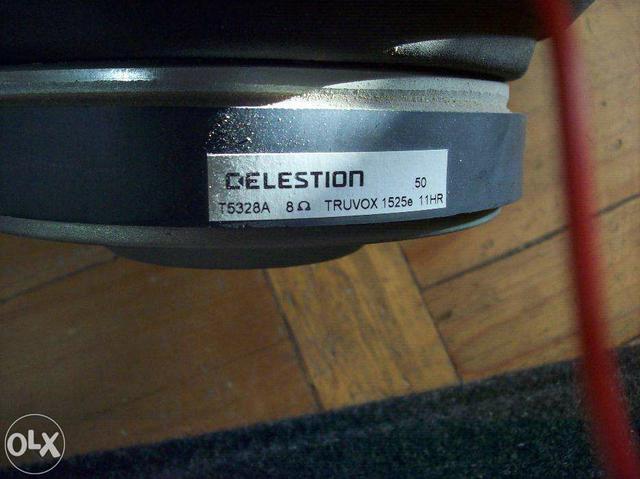 CELESTION 50
T5328A 8Ω TRUVOX 1525e 11HR
OLX